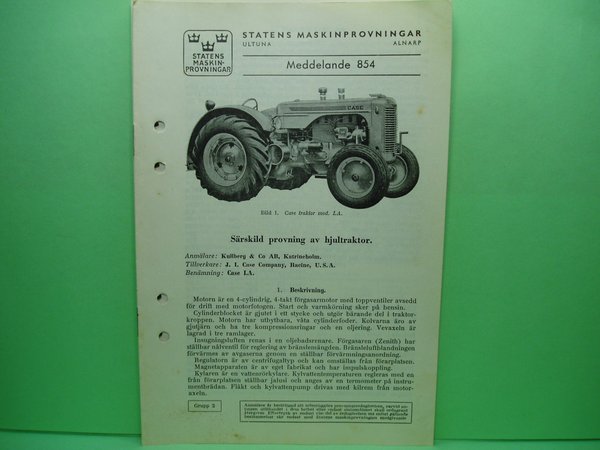 STATENS MASKINPROVNINGAR
ULTUNA ALNARP
STATENS
MASKIN-
PROVNINGAR
Meddelande 854
CASE
Bild 1. Case traktor mod. LA.
Särskild provning av hjultraktor.
Anmälare: Kullberg & Co AB, Katrineholm.
Tillverkare: J. I. Case Company, Racine, U.S.A.
Benämning: Case LA.
1. Beskrivning.
Motorn är en 4-cylindrig, 4-takt förgasarmotor med toppventiler avsedd
för drift med motorfotogen. Start och varmkörning sker på bensin.
Cylinderblocket är gjutet i ett stycke och utgör bärande del i traktor-
kroppen. Motorn har utbytbara, våta cylinderfoder. Kolvarna äro av
gjutjärn och ha tre kompressionsringar och en oljering. Vevaxeln är
lagrad i tre ramlager.
Insugningsluften renas i en oljebadsrenare. Förgasaren (Zenith) har
ställbar nålventil för reglering av bränslemängden. Bränsleluftblandningen
förvärmes av avgaserna genom en ställbar förvärmningsanordning.
Regulatorn är av centrifugaltyp och kan omställas från förarplatsen.
Magnetapparaten är av eget fabrikat och har impulskoppling.
Kylaren är en vattenrörkylare. Kylvattentemperaturen regleras med en
från förarplatsen ställbar jalusi och anges av en termometer på instru-
mentbrädan. Fläkt och kylvattenpump drivas med kilrem från motor-
axeln.
Grupp 3